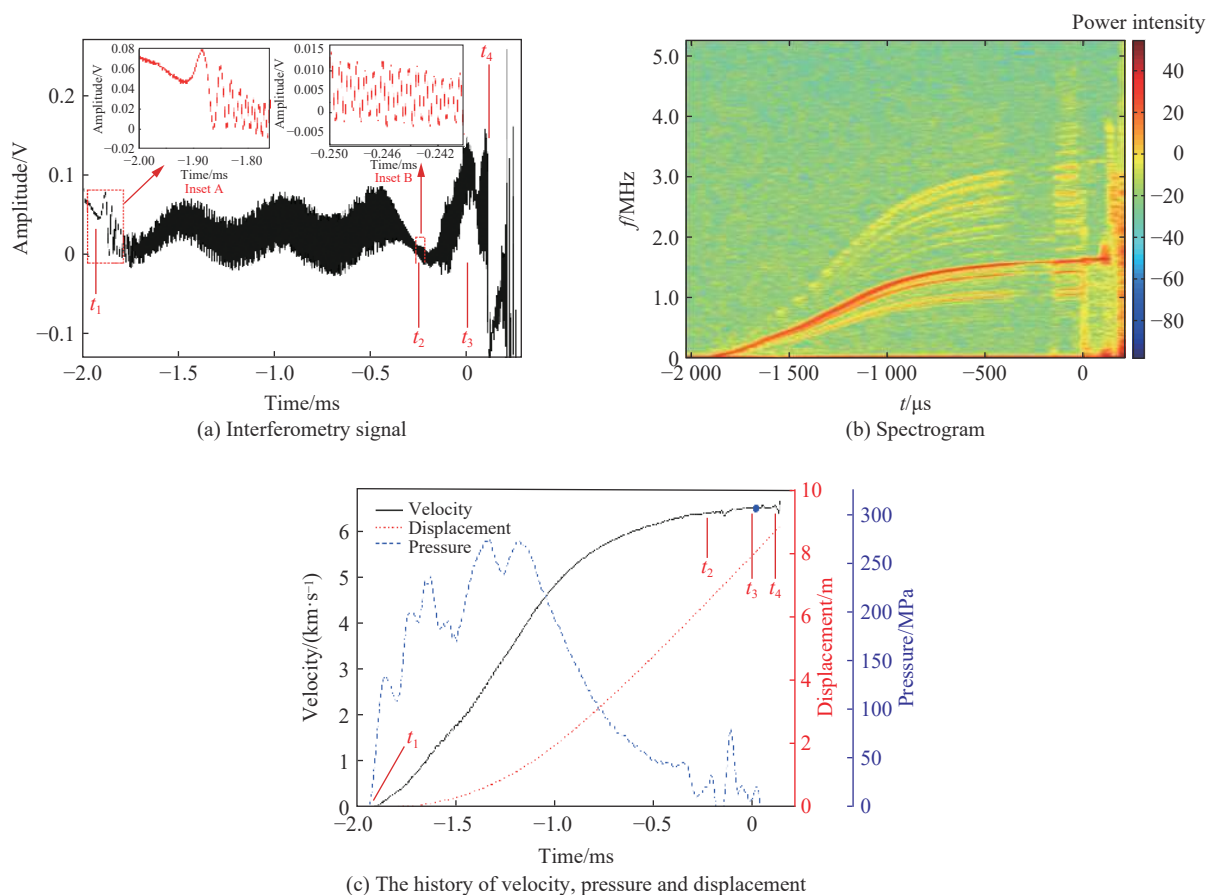 0.08
0.06
0.04
0.02
0
−0.02
Amplitude/V
−2.00
−1.90
−1.80
Time/ms
Inset A
0.015
0.010
0.005
0
−0.005
Amplitude/V
−0.250
−0.246
−0.242
Time/ms
Inset B
t4
0.2
0.1
0
−0.1
Amplitude/V
t1
t2
t3
−2.0
−1.5
−1.0
−0.5
0
Time/ms
(a) Interferometry signal
Power intensity
5.0
4.0
3.0
2.0
1.0
0
f/MHz
40
20
0
−20
−40
−60
−80
−2 000
−1 500
−1 000
−500
0
t/μs
(b) Spectrogram
Velocity
Displacement
Pressure
6
5
4
3
2
1
0
Velocity/(km·s⁻¹)
t1
t2
t3
t4
10
8
6
4
2
0
Displacement/m
300
250
200
150
100
50
0
Pressure/MPa
−2.0
−1.5
−1.0
−0.5
0
Time/ms
(c) The history of velocity, pressure and displacement